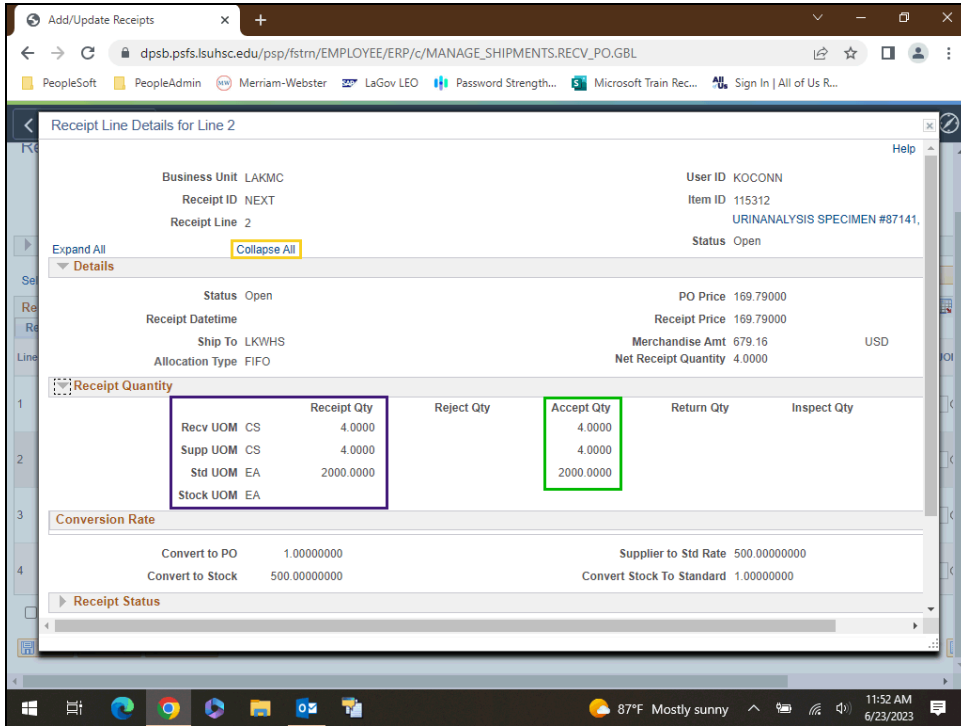 Add/Update Receipts
dpsb.psfs.lsuhsc.edu/psp/fstrn/EMPLOYEE/ERP/c/MANAGE_SHIPMENTS.RECV_PO.GBL
PeopleSoft PeopleAdmin Merriam-Webster LaGov LEO Password Strength... Microsoft Train Rec... Sign In | All of Us R...
Receipt Line Details for Line 2
Help
Business Unit LAKMC User ID KOCONN
Receipt ID NEXT Item ID 115312
Receipt Line 2 URINANALYSIS SPECIMEN #87141,
Expand All Collapse All Status Open
Details
Status Open PO Price 169.79000
Receipt Datetime Receipt Price 169.79000
Ship To LKWHS Merchandise Amt 679.16 USD
Allocation Type FIFO Net Receipt Quantity 4.0000
Receipt Quantity
Receipt Qty Reject Qty Accept Qty Return Qty Inspect Qty
Recv UOM CS 4.0000 4.0000
Supp UOM CS 4.0000 4.0000
Std UOM EA 2000.0000 2000.0000
Stock UOM EA
Conversion Rate
Convert to PO 1.00000000 Supplier to Std Rate 500.00000000
Convert to Stock 500.00000000 Convert Stock To Standard 1.00000000
Receipt Status
Line
1
2
3
4
87°F Mostly sunny 11:52 AM
6/23/2023